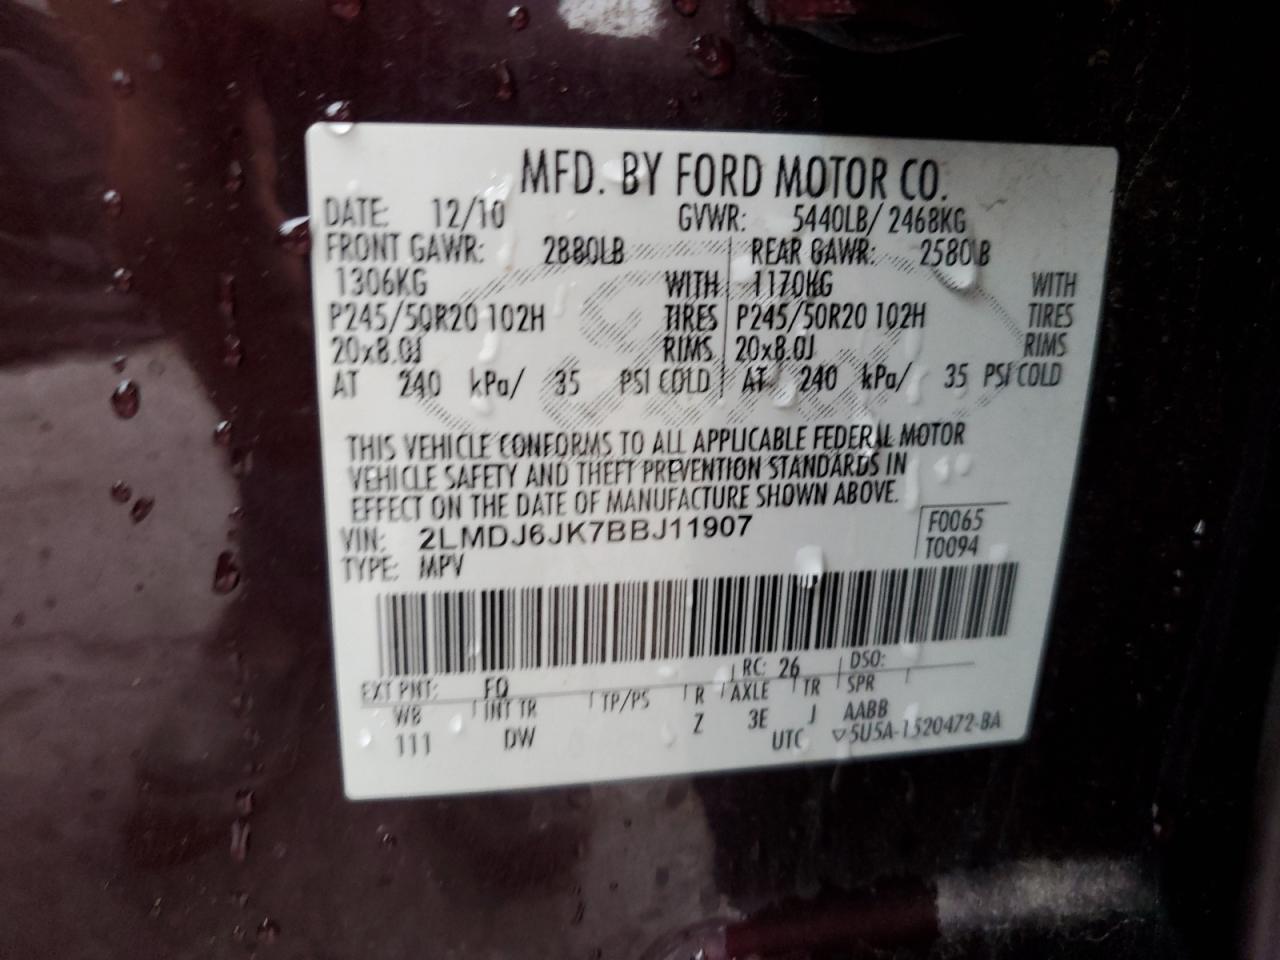 MFD. BY FORD MOTOR CO.
DATE: 12/10 GVWR: 5440LB/ 2468KG
FRONT GAWR: 2880LB REAR GAWR: 2580LB
1306KG WITH 1170KG WITH
P245/50R20 102H TIRES P245/50R20 102H TIRES
20x8.0J RIMS 20x8.0J RIMS
AT 240 kPa/ 35 PSI COLD AT 240 kPa/ 35 PSI COLD
THIS VEHICLE CONFORMS TO ALL APPLICABLE FEDERAL MOTOR
VEHICLE SAFETY AND THEFT PREVENTION STANDARDS IN
EFFECT ON THE DATE OF MANUFACTURE SHOWN ABOVE.
VIN: 2LMDJ6JK7BBJ11907 F0065
TYPE: MPV T0094
EXT PNT: FQ RC: 26 DSO:
WB INT TR TP/PS R AXLE TR SPR
111 DW Z 3E J AABB
UTC ▽5U5A-1520472-BA